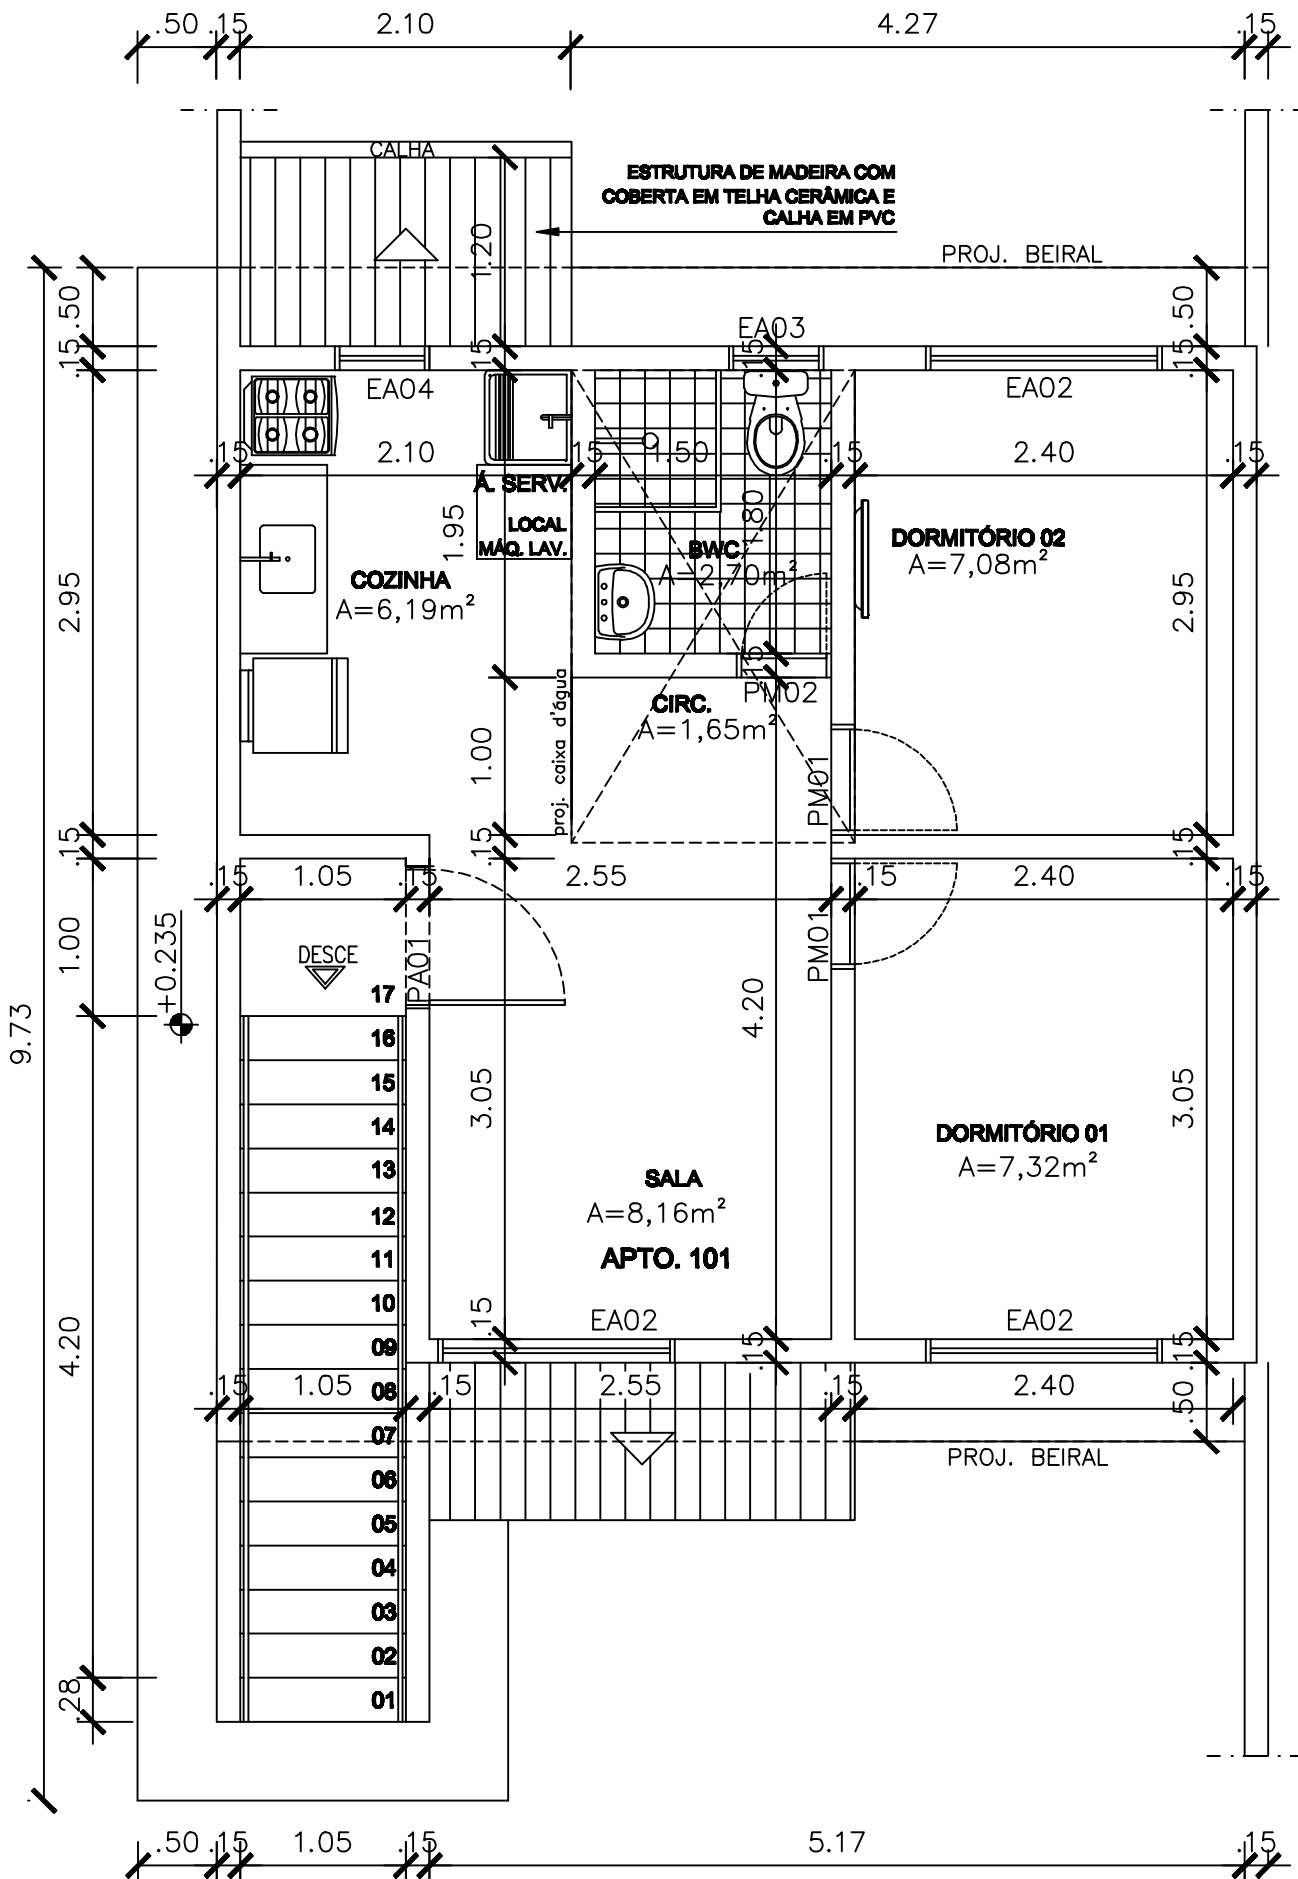 .50 .15 2.10 4.27 .15
CALHA
ESTRUTURA DE MADEIRA COM
COBERTA EM TELHA CERÂMICA E
CALHA EM PVC
1.20
PROJ. BEIRAL
.50
.50
EA03
.15 .15 .15 .15
EA04
EA02
.15 2.10 .15 1.50 .15 2.40 .15
Á. SERV.
LOCAL
MÁQ. LAV.
1.95
1.80
BWC
A=2,70m²
DORMITÓRIO 02
A=7,08m²
COZINHA
A=6,19m²
2.95
2.95
.15
PM02
CIRC.
A=1,65m²
proj. caixa d'água
1.00
PM01
.15 .15 .15
.15 1.05 .15 2.55 .15 2.40 .15
1.00
+0.235
DESCE
PA01
PM01
9.73
4.20
17
16
15
14
13
12
11
10
09
08
07
06
05
04
03
02
01
3.05
3.05
DORMITÓRIO 01
A=7,32m²
SALA
A=8,16m²
APTO. 101
EA02
EA02
.15 .15 .15
4.20
.15 1.05 .15 2.55 .15 2.40
.50
PROJ. BEIRAL
.28
.50 .15 1.05 .15 5.17 .15